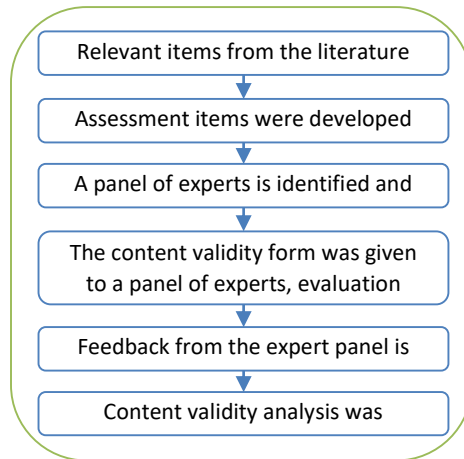 Relevant items from the literature
Assessment items were developed
A panel of experts is identified and
The content validity form was given
to a panel of experts, evaluation
Feedback from the expert panel is
Content validity analysis was